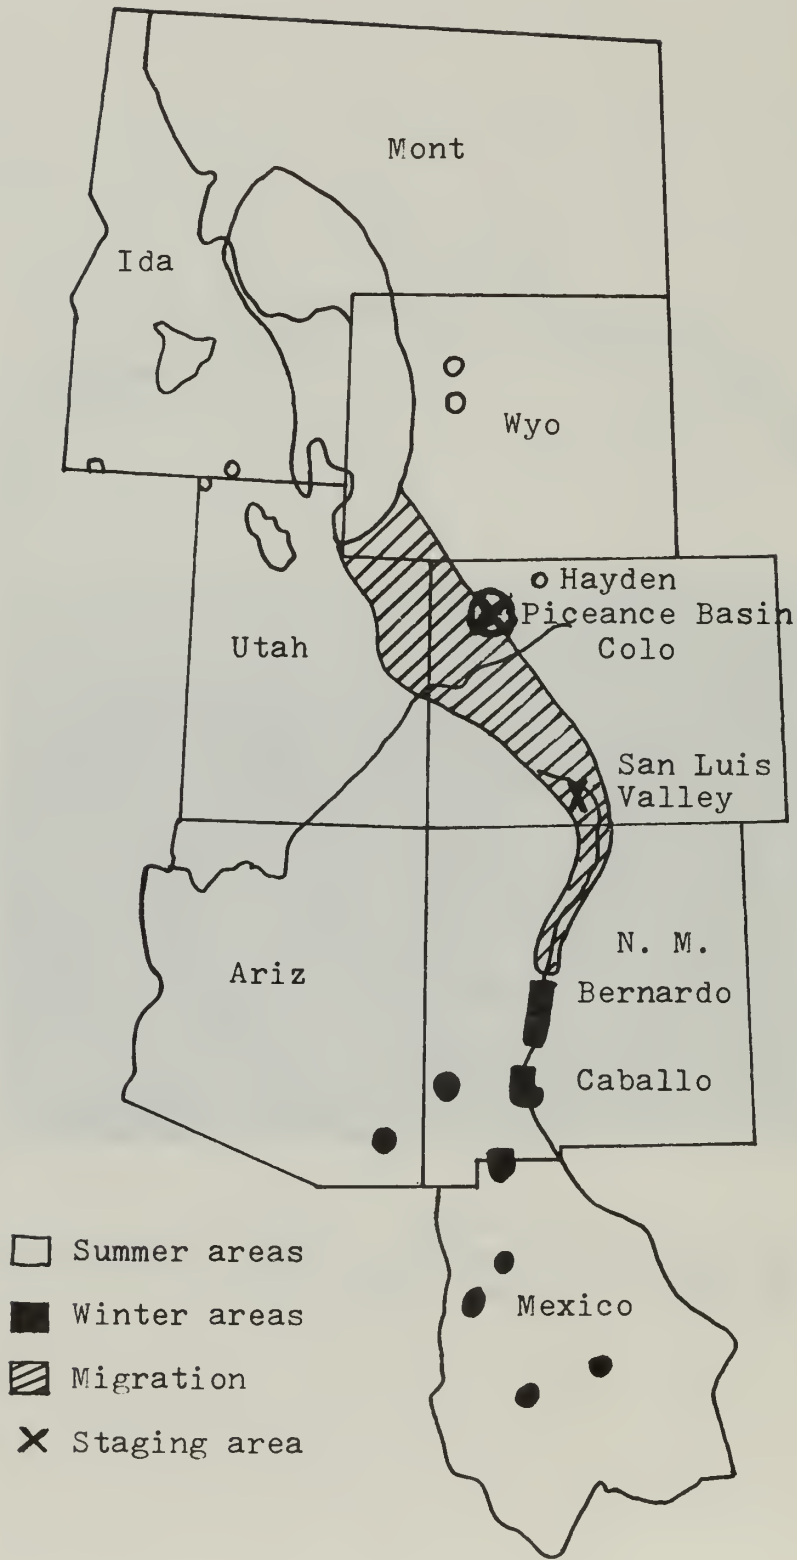 Mont
Ida
Wyo
Hayden
Piceance Basin
Utah
Colo
San Luis
Valley
N. M.
Ariz
Bernardo
Caballo
Summer areas
Winter areas
Mexico
Migration
Staging area